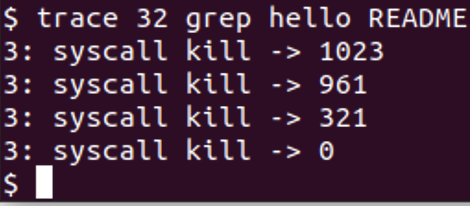 $ trace 32 grep hello README
3: syscall kill -> 1023
3: syscall kill -> 961
3: syscall kill -> 321
3: syscall kill -> 0
$